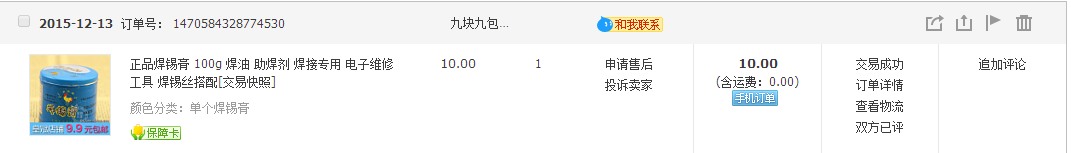 2015-12-13 订单号： 1470584328774530 九块九包... 和我联系
正品焊锡膏 100g 焊油 助焊剂 焊接专用 电子维修 10.00 1 申请售后 10.00 交易成功 追加评论
工具 焊锡丝搭配[交易快照] 投诉卖家 (含运费：0.00) 订单详情
颜色分类：单个焊锡膏 手机订单 查看物流
9.9元包邮 保障卡 双方已评